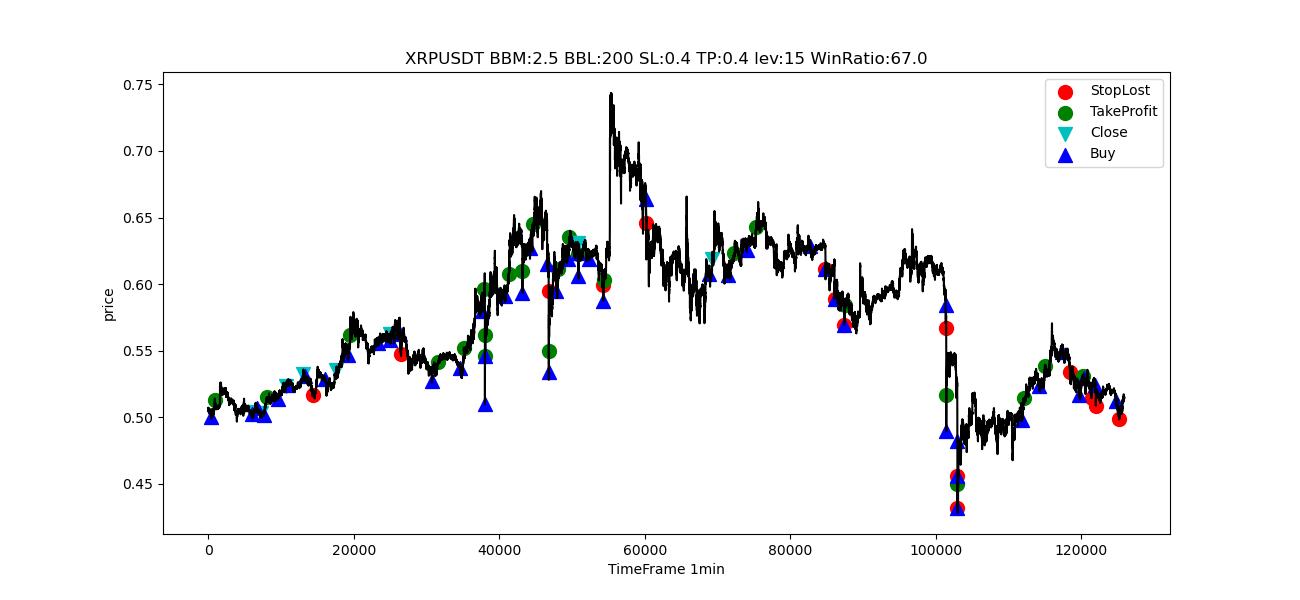 XRPUSDT BBM:2.5 BBL:200 SL:0.4 TP:0.4 lev:15 WinRatio:67.0
StopLost
TakeProfit
Close
Buy
price
0.75
0.70
0.65
0.60
0.55
0.50
0.45
0 20000 40000 60000 80000 100000 120000
TimeFrame 1min